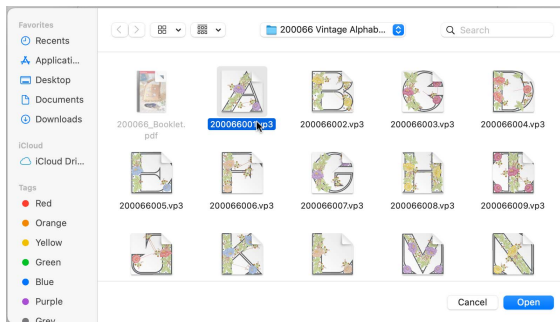 Favorites
Recents
Applicati...
Desktop
Documents
Downloads
iCloud
iCloud Dri...
Tags
Red
Orange
Yellow
Green
Blue
Purple
Grey
200066 Vintage Alphab...
Search
200066_Booklet.
pdf
200066001.vp3
200066002.vp3
200066003.vp3
200066004.vp3
200066005.vp3
200066006.vp3
200066007.vp3
200066008.vp3
200066009.vp3
Cancel
Open